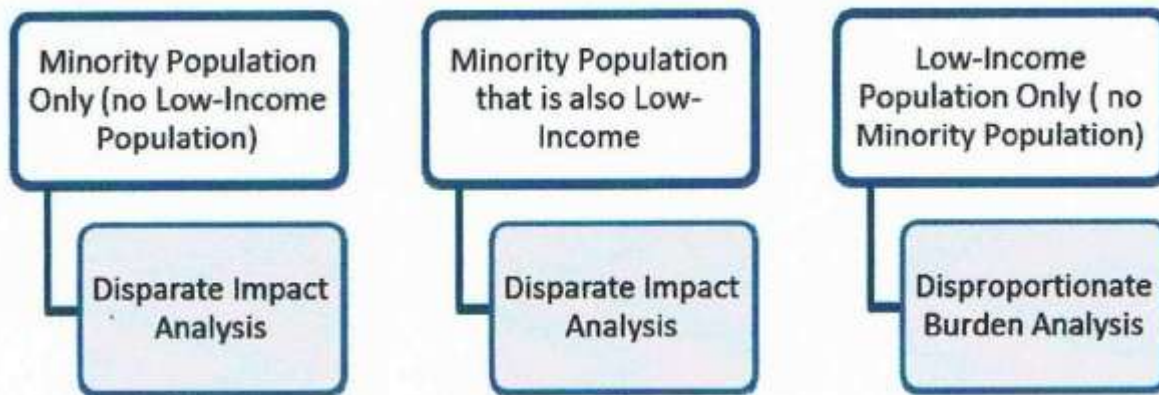 Minority Population
Only (no Low-Income
Population)
Disparate Impact
Analysis
Minority Population
that is also Low-
Income
Disparate Impact
Analysis
Low-Income
Population Only ( no
Minority Population)
Disproportionate
Burden Analysis